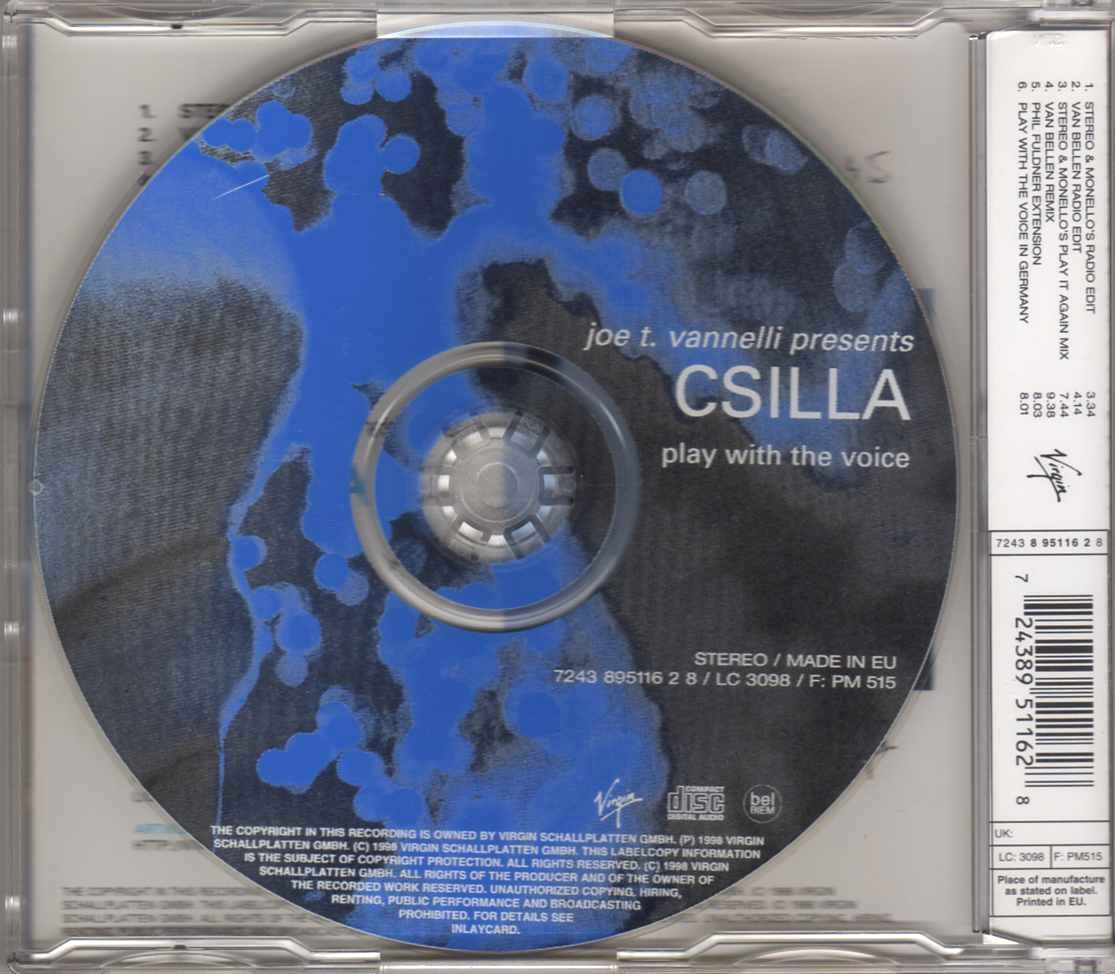 joe t. vannelli presents
CSILLA
play with the voice
STEREO / MADE IN EU
7243 895116 2 8 / LC 3098 / F: PM 515
Virgin
COMPACT
disc
DIGITAL AUDIO
bel
BIEM
THE COPYRIGHT IN THIS RECORDING IS OWNED BY VIRGIN SCHALLPLATTEN GMBH. (P) 1998 VIRGIN
SCHALLPLATTEN GMBH. (C) 1998 VIRGIN SCHALLPLATTEN GMBH. THIS LABELCOPY INFORMATION
IS THE SUBJECT OF COPYRIGHT PROTECTION. ALL RIGHTS RESERVED. (C) 1998 VIRGIN
SCHALLPLATTEN GMBH. ALL RIGHTS OF THE PRODUCER AND OF THE OWNER OF
THE RECORDED WORK RESERVED. UNAUTHORIZED COPYING, HIRING,
RENTING, PUBLIC PERFORMANCE AND BROADCASTING
PROHIBITED. FOR DETAILS SEE
INLAYCARD.
1. STEREO & MONELLO'S RADIO EDIT 3.34
2. VAN BELLEN RADIO EDIT 4.14
3. STEREO & MONELLO'S PLAY IT AGAIN MIX 7.44
4. VAN BELLEN REMIX 9.38
5. PHIL FULDNER EXTENSION 8.03
6. PLAY WITH THE VOICE IN GERMANY 8.01
Virgin
7243 8 95116 2 8
7 24389 51162 8
UK:
LC: 3098 F: PM515
Place of manufacture
as stated on label.
Printed in EU.